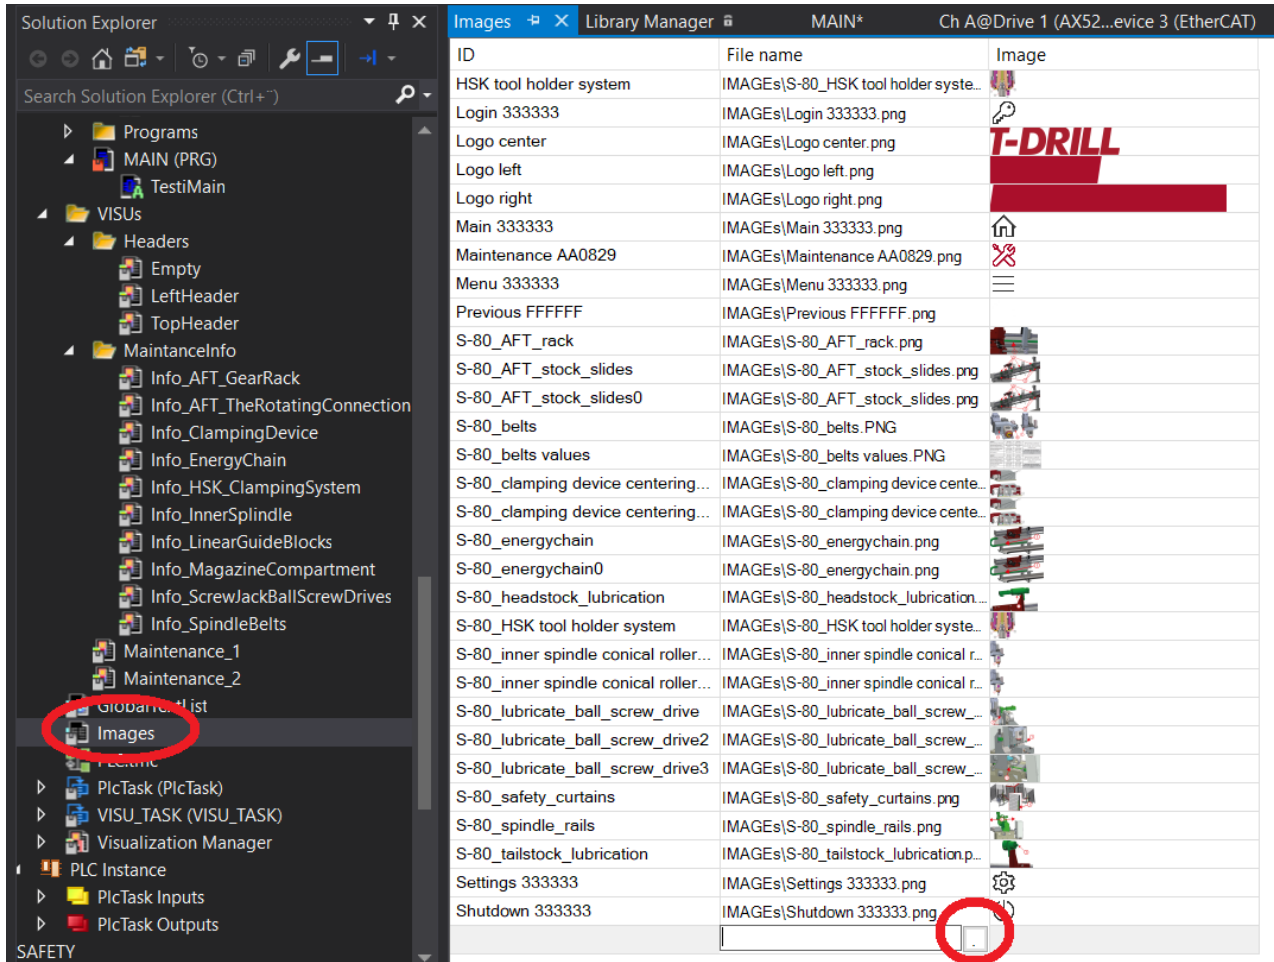 Solution Explorer
Search Solution Explorer (Ctrl+¨)
Programs
MAIN (PRG)
TestiMain
VISUs
Headers
Empty
LeftHeader
TopHeader
MaintanceInfo
Info_AFT_GearRack
Info_AFT_TheRotatingConnection
Info_ClampingDevice
Info_EnergyChain
Info_HSK_ClampingSystem
Info_InnerSplindle
Info_LinearGuideBlocks
Info_MagazineCompartment
Info_ScrewJackBallScrewDrives
Info_SpindleBelts
Maintenance_1
Maintenance_2
GlobalTextList
Images
PLC.tmc
PlcTask (PlcTask)
VISU_TASK (VISU_TASK)
Visualization Manager
PLC Instance
PlcTask Inputs
PlcTask Outputs
SAFETY
Images Library Manager MAIN* Ch A@Drive 1 (AX52...evice 3 (EtherCAT)
ID File name Image
HSK tool holder system IMAGEs\S-80_HSK tool holder syste...
Login 333333 IMAGEs\Login 333333.png
Logo center IMAGEs\Logo center.png T-DRILL
Logo left IMAGEs\Logo left.png
Logo right IMAGEs\Logo right.png
Main 333333 IMAGEs\Main 333333.png
Maintenance AA0829 IMAGEs\Maintenance AA0829.png
Menu 333333 IMAGEs\Menu 333333.png
Previous FFFFFF IMAGEs\Previous FFFFFF.png
S-80_AFT_rack IMAGEs\S-80_AFT_rack.png
S-80_AFT_stock_slides IMAGEs\S-80_AFT_stock_slides.png
S-80_AFT_stock_slides0 IMAGEs\S-80_AFT_stock_slides.png
S-80_belts IMAGEs\S-80_belts.PNG
S-80_belts values IMAGEs\S-80_belts values.PNG
S-80_clamping device centering... IMAGEs\S-80_clamping device cente...
S-80_clamping device centering... IMAGEs\S-80_clamping device cente...
S-80_energychain IMAGEs\S-80_energychain.png
S-80_energychain0 IMAGEs\S-80_energychain.png
S-80_headstock_lubrication IMAGEs\S-80_headstock_lubrication....
S-80_HSK tool holder system IMAGEs\S-80_HSK tool holder syste...
S-80_inner spindle conical roller... IMAGEs\S-80_inner spindle conical r...
S-80_inner spindle conical roller... IMAGEs\S-80_inner spindle conical r...
S-80_lubricate_ball_screw_drive IMAGEs\S-80_lubricate_ball_screw_...
S-80_lubricate_ball_screw_drive2 IMAGEs\S-80_lubricate_ball_screw_...
S-80_lubricate_ball_screw_drive3 IMAGEs\S-80_lubricate_ball_screw_...
S-80_safety_curtains IMAGEs\S-80_safety_curtains.png
S-80_spindle_rails IMAGEs\S-80_spindle_rails.png
S-80_tailstock_lubrication IMAGEs\S-80_tailstock_lubrication.p...
Settings 333333 IMAGEs\Settings 333333.png
Shutdown 333333 IMAGEs\Shutdown 333333.png
.